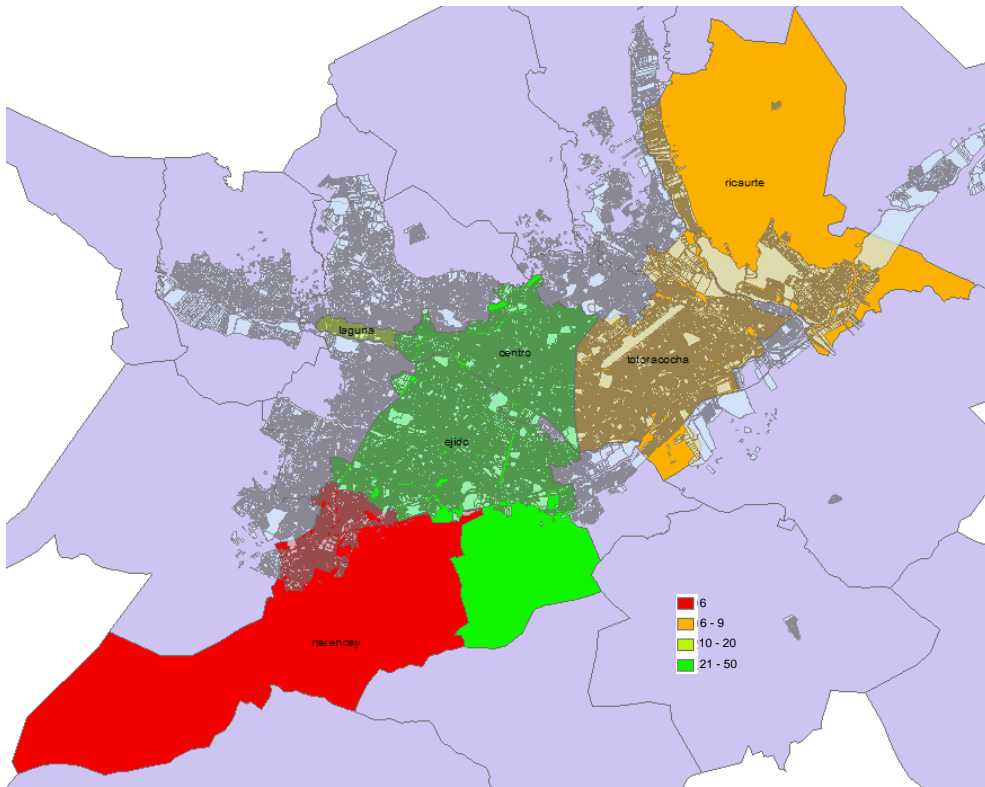 ricaurte
laguna
centro
totoracocha
ejido
narancay
6
6 - 9
10 - 20
21 - 50